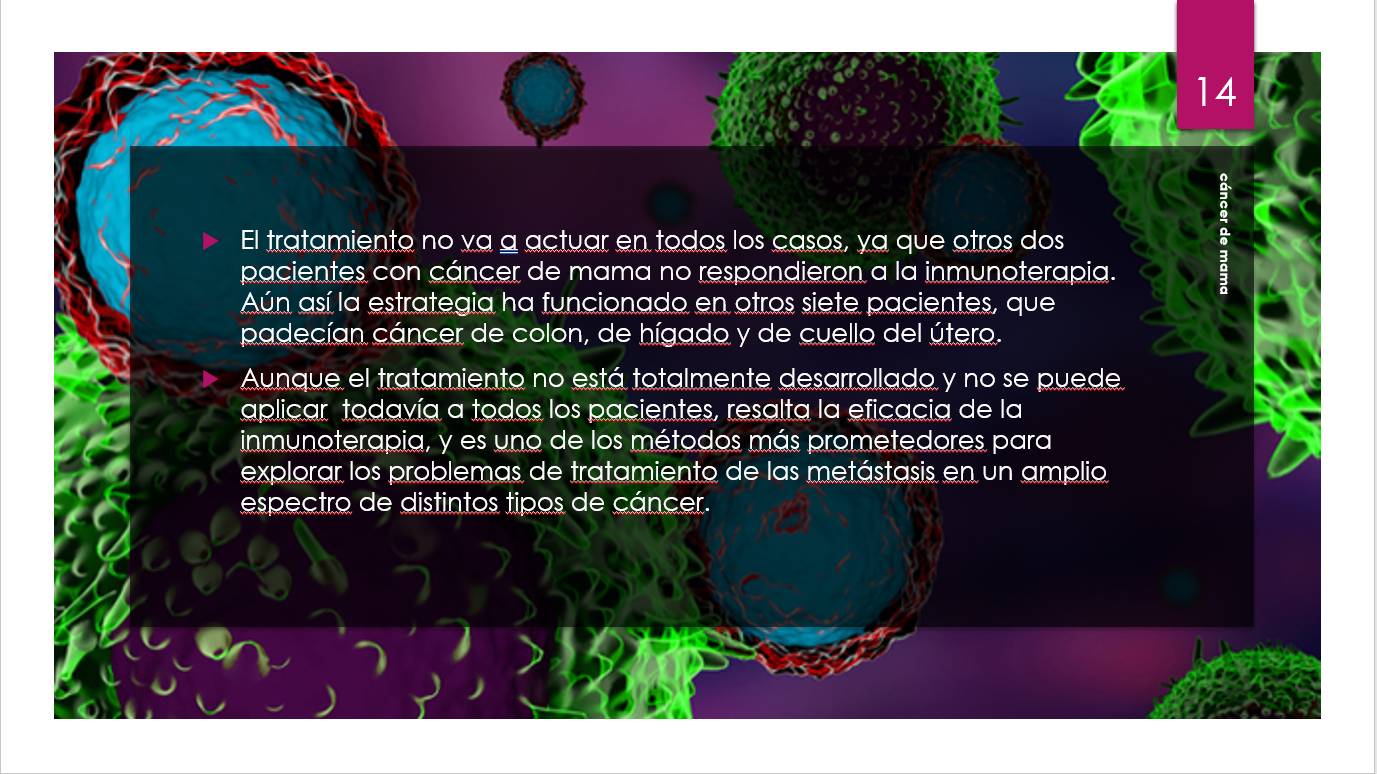 14
cáncer de mama
El tratamiento no va a actuar en todos los casos, ya que otros dos
pacientes con cáncer de mama no respondieron a la inmunoterapia.
Aún así la estrategia ha funcionado en otros siete pacientes, que
padecían cáncer de colon, de hígado y de cuello del útero.
Aunque el tratamiento no está totalmente desarrollado y no se puede
aplicar  todavía a todos los pacientes, resalta la eficacia de la
inmunoterapia, y es uno de los métodos más prometedores para
explorar los problemas de tratamiento de las metástasis en un amplio
espectro de distintos tipos de cáncer.